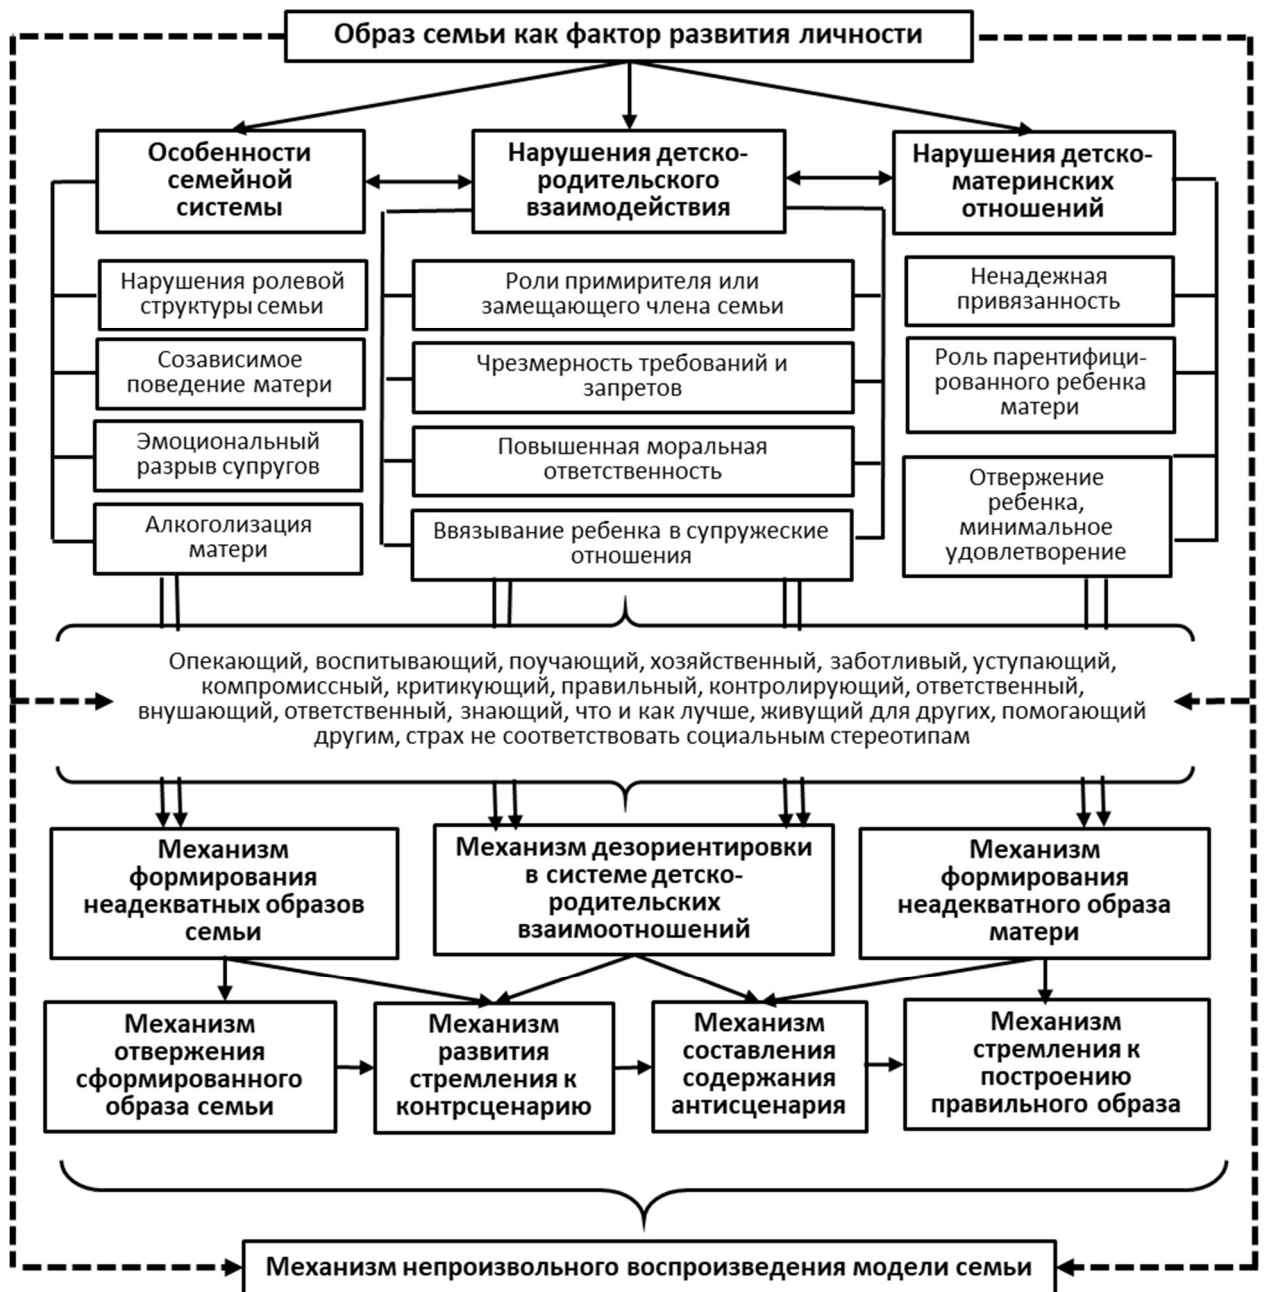 Образ семьи как фактор развития личности
Особенности
семейной
системы
Нарушения детско-
родительского
взаимодействия
Нарушения детско-
материнских
отношений
Нарушения ролевой
структуры семьи
Созависимое
поведение матери
Эмоциональный
разрыв супругов
Алкоголизация
матери
Роли примирителя или
замещающего члена семьи
Чрезмерность требований и
запретов
Повышенная моральная
ответственность
Ввязывание ребенка в супружеские
отношения
Ненадежная
привязанность
Роль парентифици-
рованного ребенка
матери
Отвержение
ребенка,
минимальное
удовлетворение
Опекающий, воспитывающий, поучающий, хозяйственный, заботливый, уступающий,
компромиссный, критикующий, правильный, контролирующий, ответственный,
внушающий, ответственный, знающий, что и как лучше, живущий для других, помогающий
другим, страх не соответствовать социальным стереотипам
Механизм
формирования
неадекватных образов
семьи
Механизм дезориентировки
в системе детско-
родительских
взаимоотношений
Механизм
формирования
неадекватного образа
матери
Механизм
отвержения
сформированного
образа семьи
Механизм
развития
стремления к
контрсценарию
Механизм
составления
содержания
антисценария
Механизм
стремления к
построению
правильного образа
Механизм непроизвольного воспроизведения модели семьи